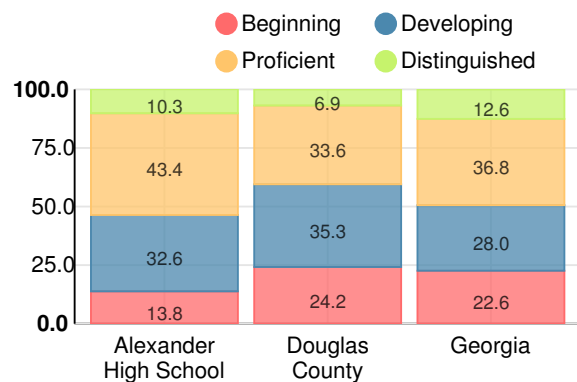 Beginning
Developing
Proficient
Distinguished
100.0
75.0
50.0
25.0
0.0
10.3
43.4
32.6
13.8
6.9
33.6
35.3
24.2
12.6
36.8
28.0
22.6
Alexander
High School
Douglas
County
Georgia